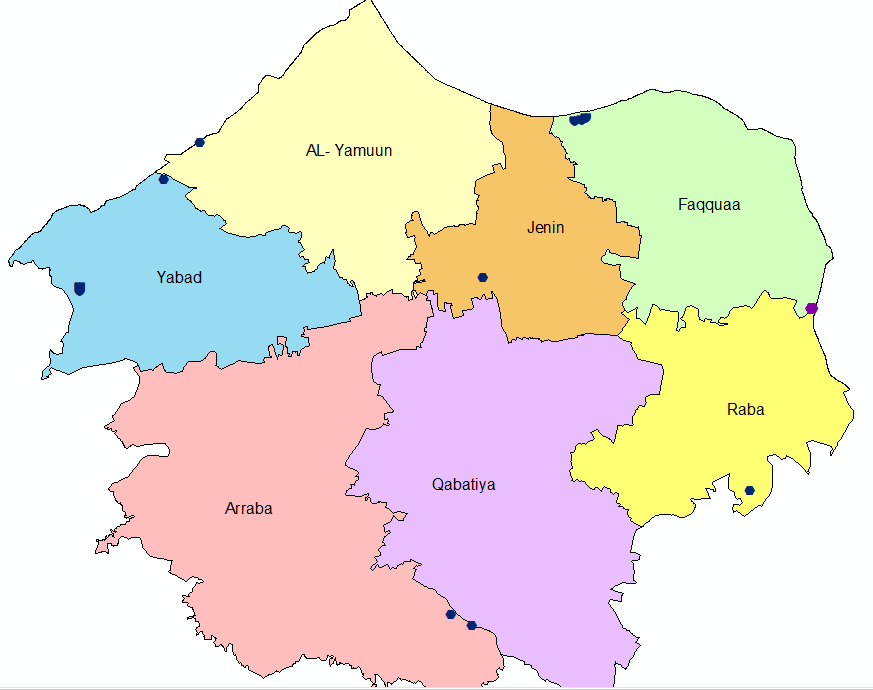 AL- Yamuun
Faqquaa
Jenin
Yabad
Raba
Qabatiya
Arraba